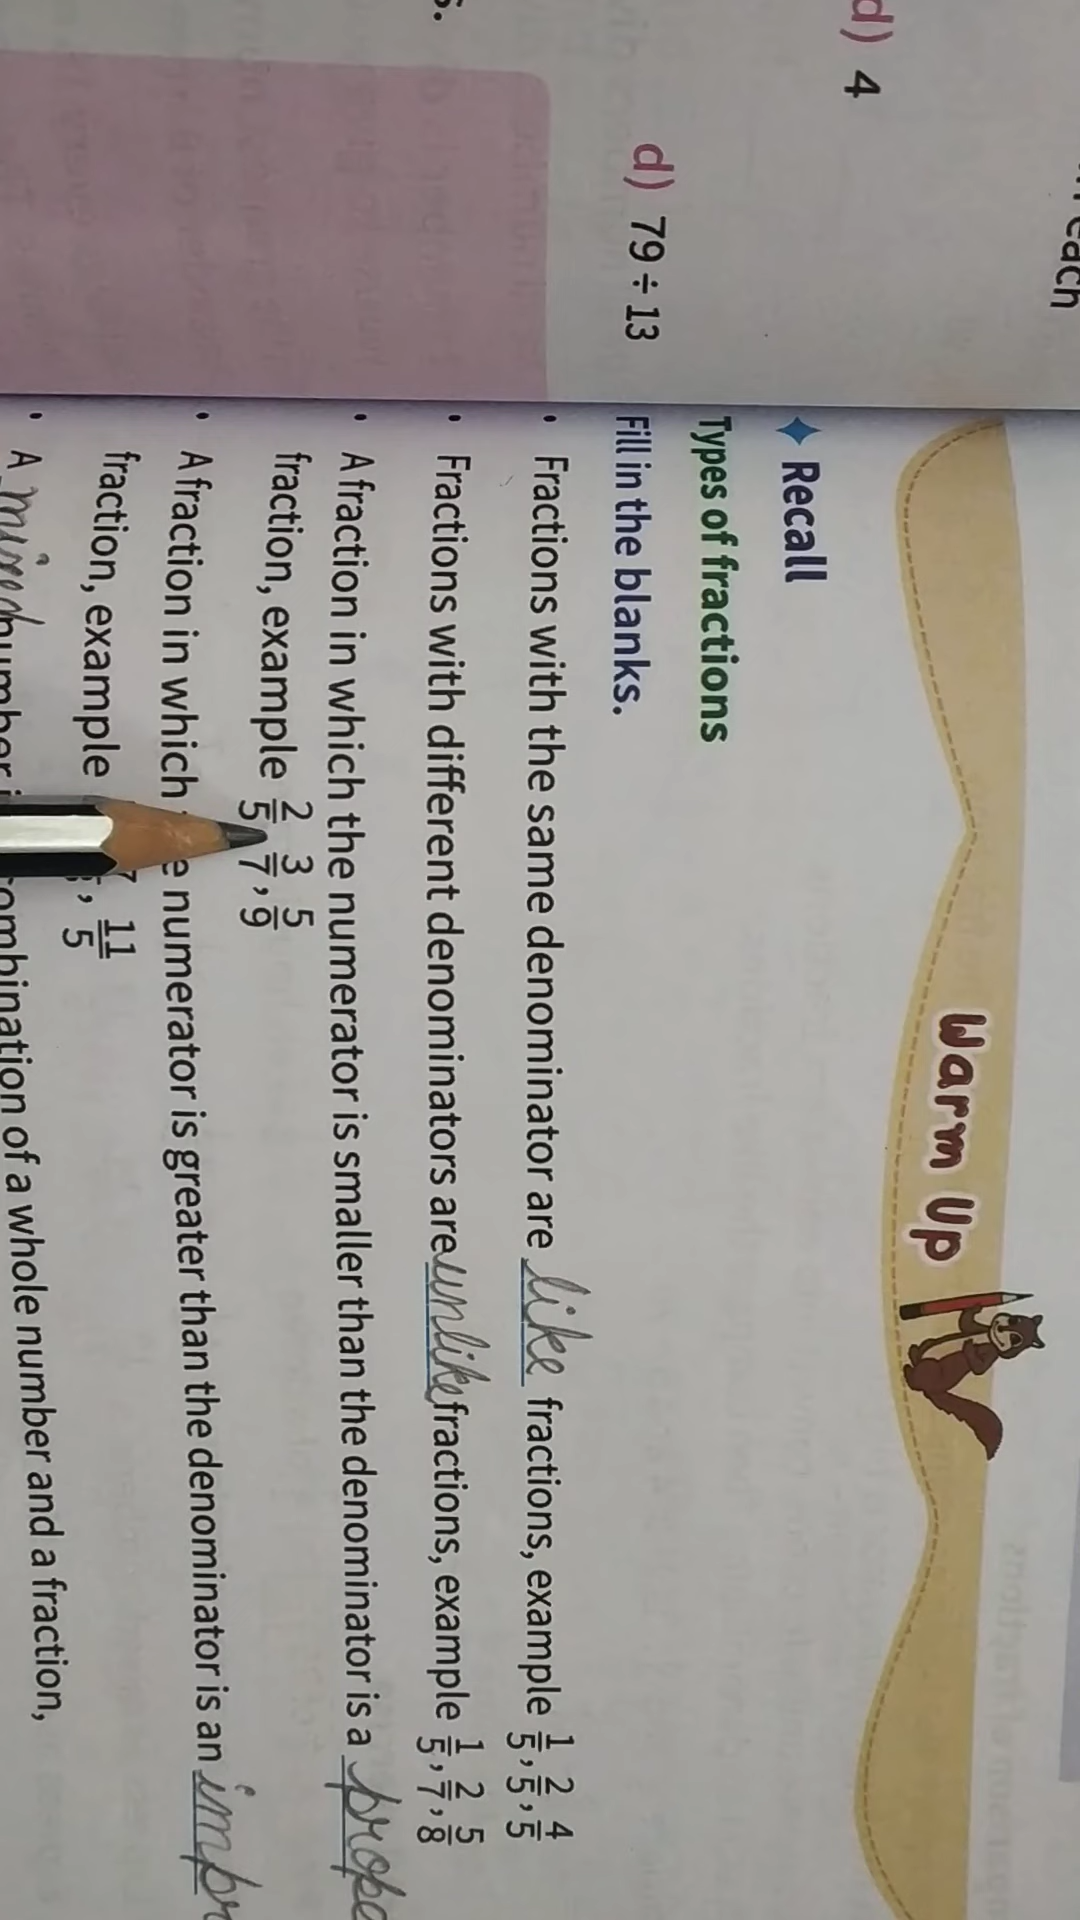 d) 4
d) 79 ÷ 13
Warm Up
Recall
Types of fractions
Fill in the blanks.
• Fractions with the same denominator are like fractions, example 1/5, 2/5, 4/5
• Fractions with different denominators are unlike fractions, example 1/5, 2/7, 5/8
• A fraction in which the numerator is smaller than the denominator is a
fraction, example 2/5, 3/7, 5/9
• A fraction in which numerator is greater than the denominator is an
fraction, example 11/5
• A mixed of a whole number and a fraction,